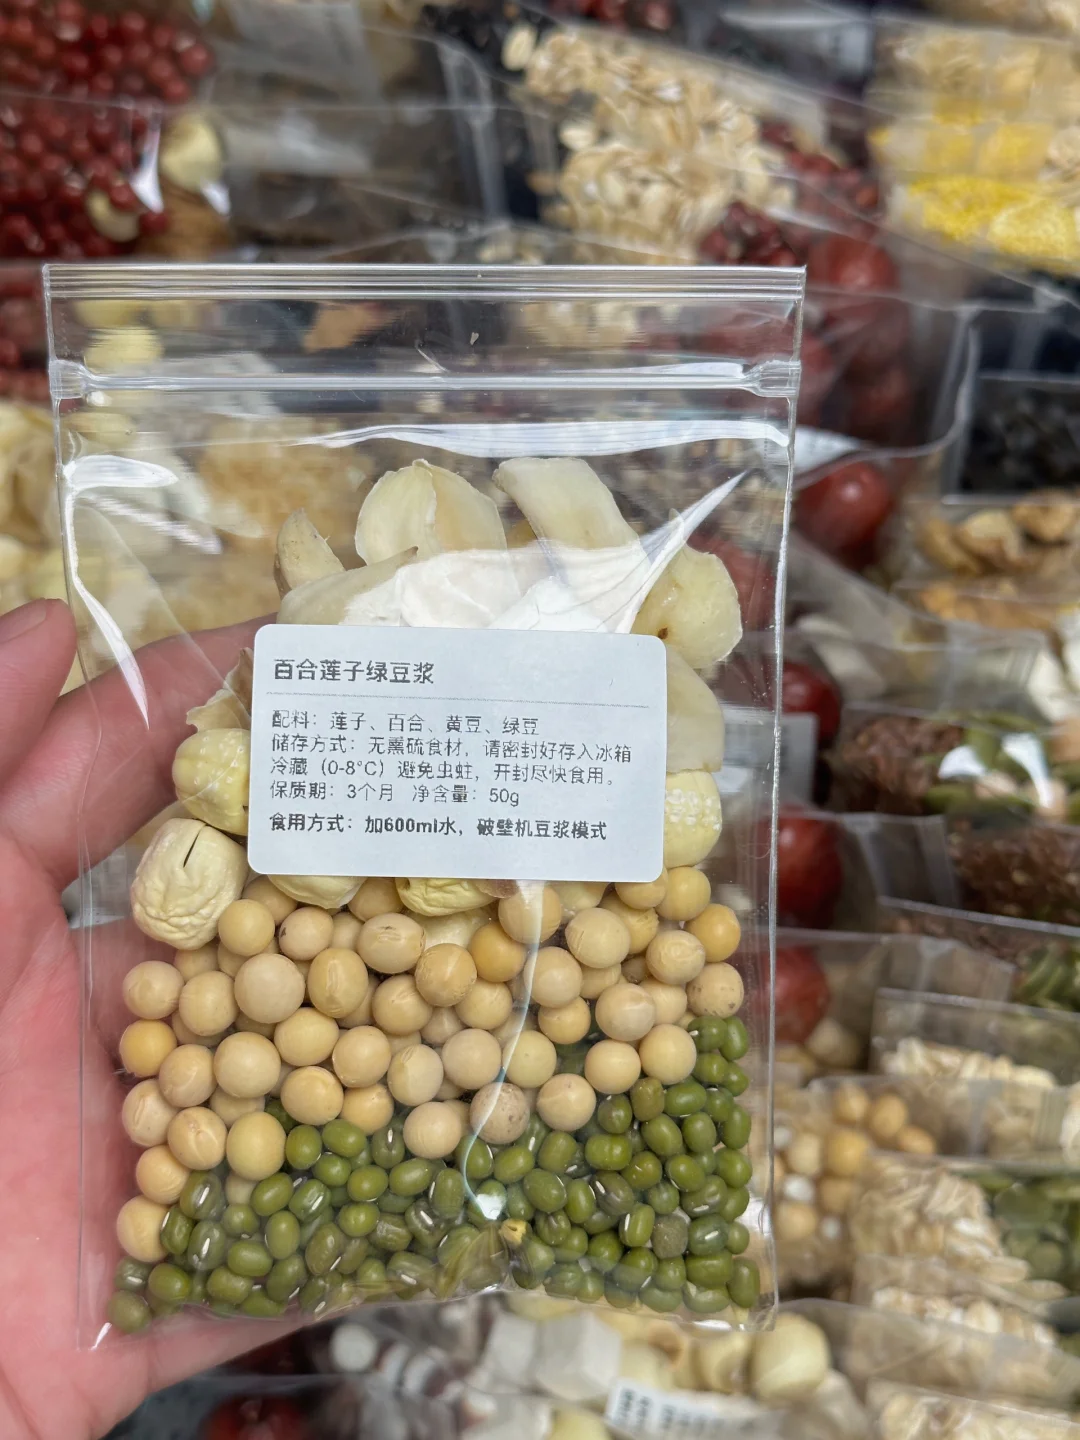 百合莲子绿豆浆
配料：莲子、百合、黄豆、绿豆
储存方式：无熏硫食材，请密封好存入冰箱
冷藏（0-8°C）避免虫蛀，开封尽快食用。
保质期：3个月 净含量：50g
食用方式：加600ml水，破壁机豆浆模式